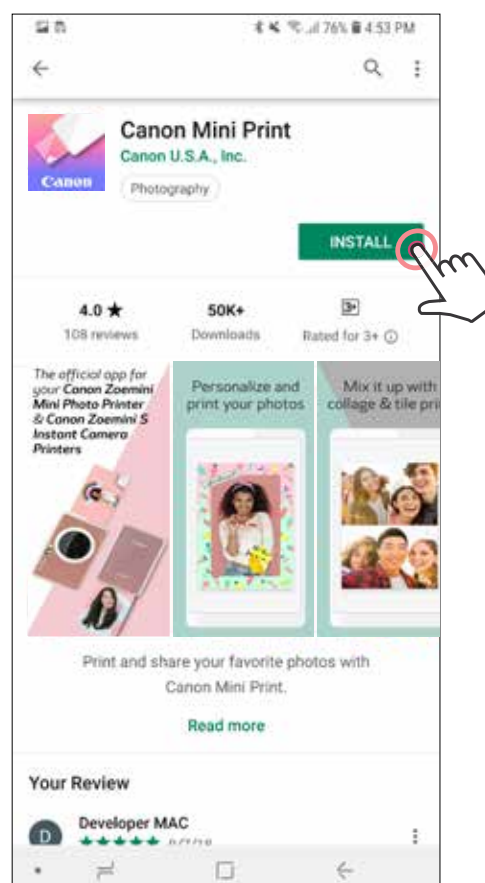 76% 4:53 PM
Canon Mini Print
Canon U.S.A., Inc.
Canon
Photography
INSTALL
4.0 ★ 50K+ 3+
108 reviews Downloads Rated for 3+
The official app for
your Canon Zoemini
Mini Photo Printer
& Canon Zoemini S
Instant Camera
Printers
Personalize and
print your photos
Mix it up with
collage & tile pri
Print and share your favorite photos with
Canon Mini Print.
Read more
Your Review
D
Developer MAC